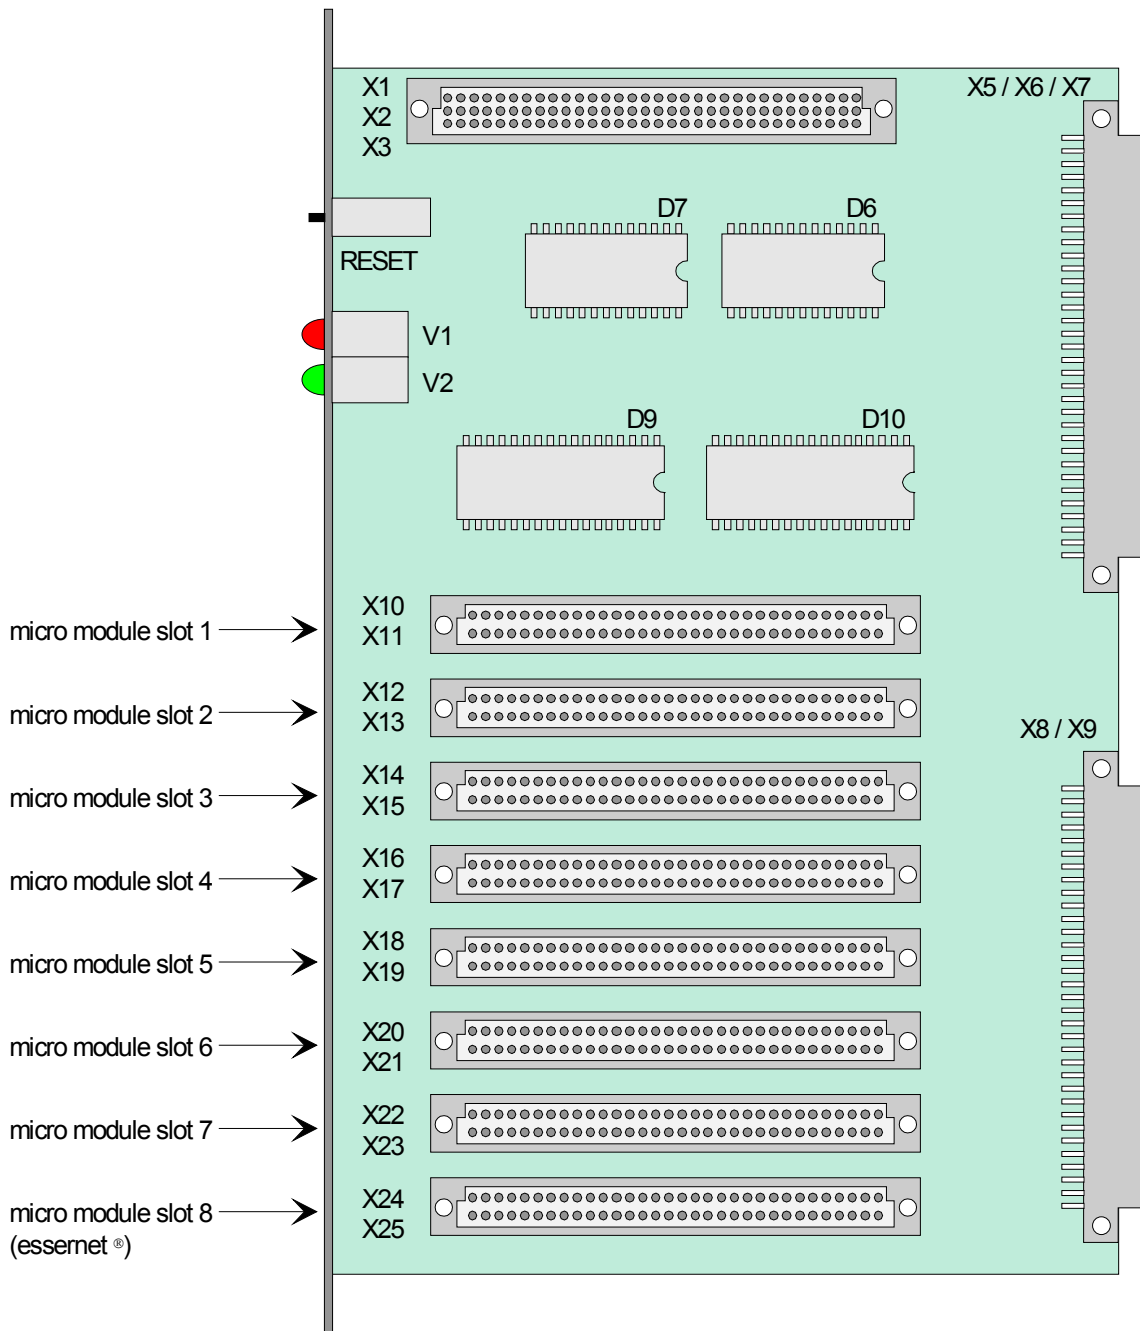 X1
X2
X3
X5 / X6 / X7
D7
D6
RESET
V1
V2
D9
D10
micro module slot 1
X10
X11
micro module slot 2
X12
X13
X8 / X9
micro module slot 3
X14
X15
micro module slot 4
X16
X17
micro module slot 5
X18
X19
micro module slot 6
X20
X21
micro module slot 7
X22
X23
micro module slot 8
(essernet ®)
X24
X25